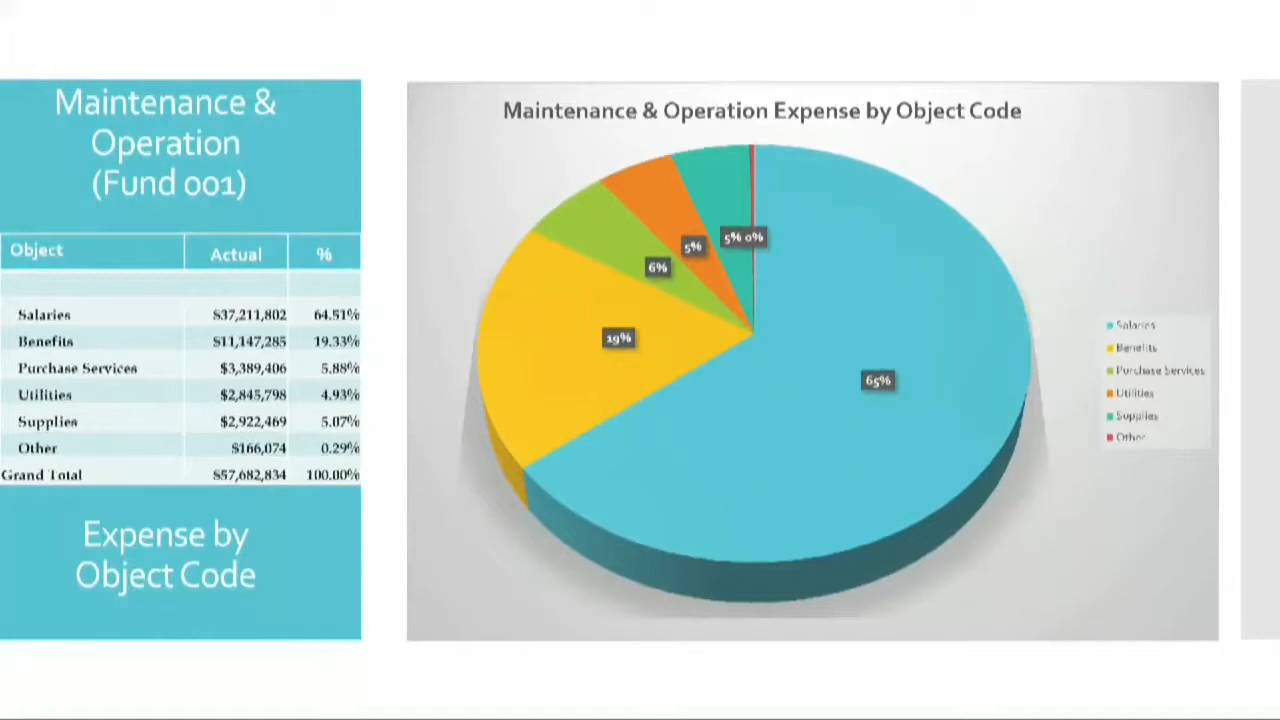 Maintenance &
Operation
(Fund 001)
Object Actual %
Salaries $37,211,802 64.51%
Benefits $11,147,285 19.33%
Purchase Services $3,389,406 5.88%
Utilities $2,845,798 4.93%
Supplies $2,922,469 5.07%
Other $166,074 0.29%
Grand Total $57,682,834 100.00%
Expense by
Object Code
Maintenance & Operation Expense by Object Code
5% 0%
5%
6%
19%
65%
Salaries
Benefits
Purchase Services
Utilities
Supplies
Other